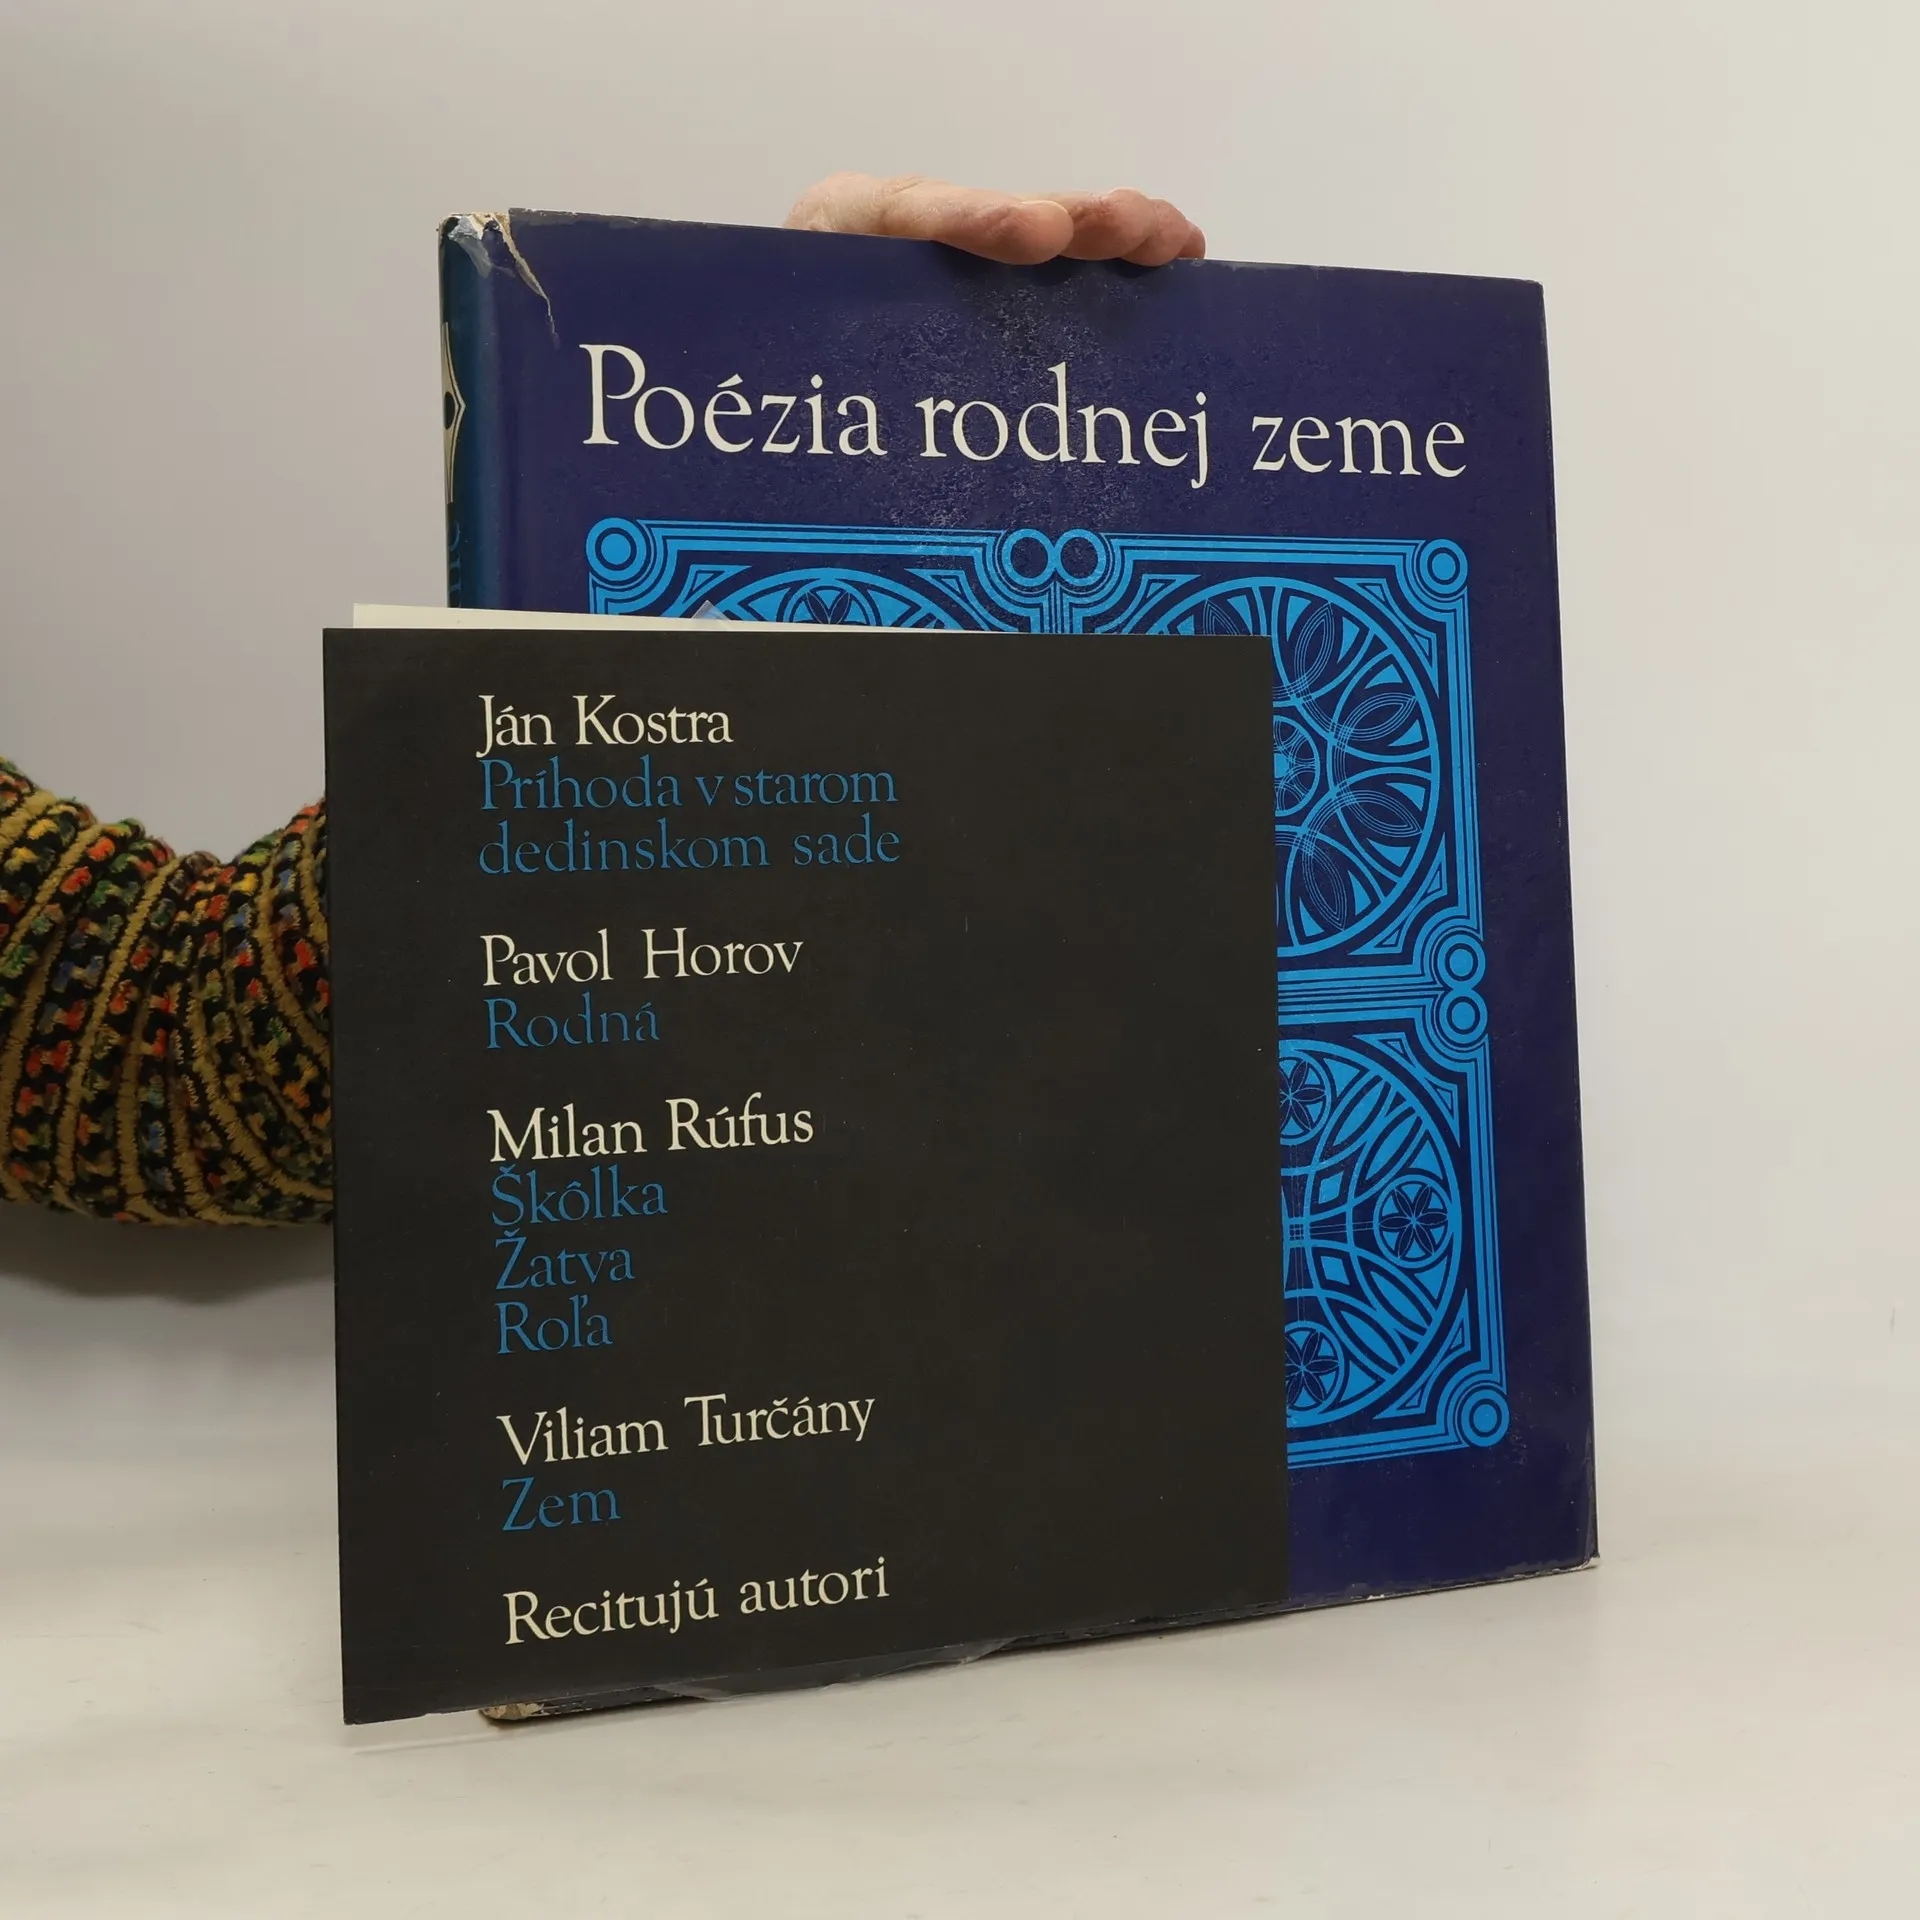 Poézia rodnej zeme
Ján Kostra
Príhoda v starom
dedinskom sade
Pavol Horov
Rodná
Milan Rúfus
Škôlka
Žatva
Roľa
Viliam Turčány
Zem
Recitujú autori